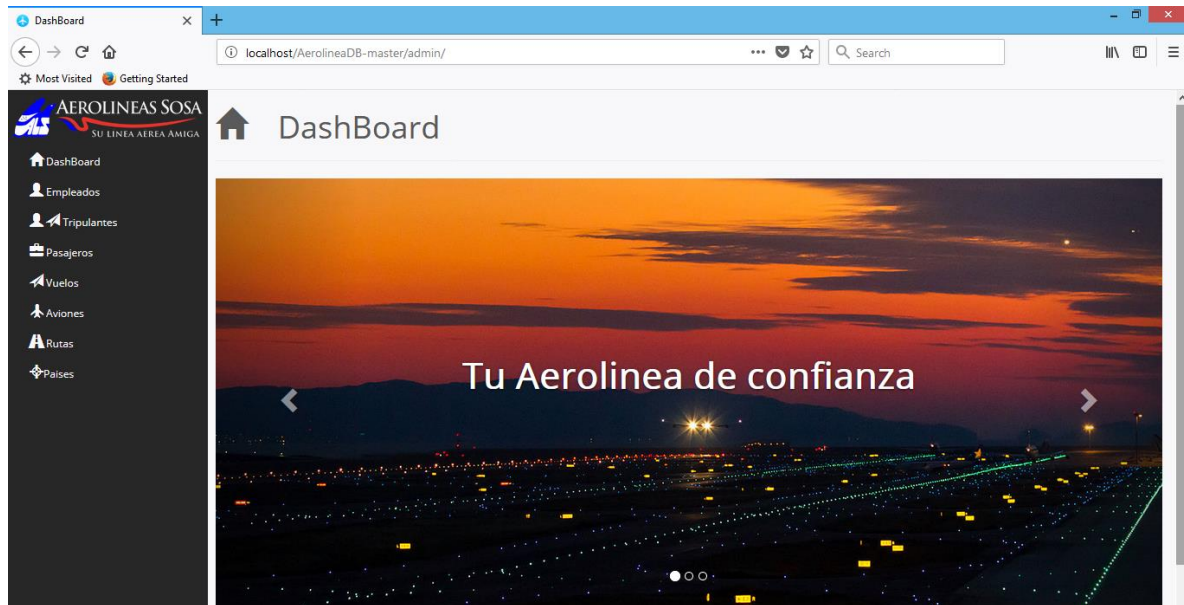 DashBoard
localhost/AerolineaDB-master/admin/
Search
Most Visited
Getting Started
AEROLINEAS SOSA
SU LINEA AEREA AMIGA
DashBoard
DashBoard
Empleados
Tripulantes
Pasajeros
Vuelos
Aviones
Rutas
Paises
Tu Aerolinea de confianza